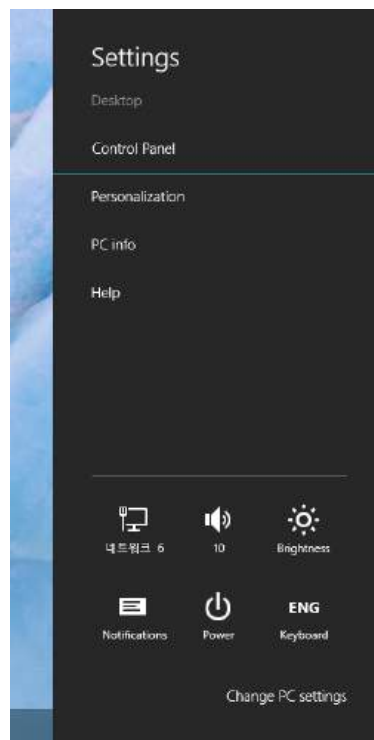 Settings
Desktop
Control Panel
Personalization
PC info
Help
네트워크 6
10
Brightness
ENG
Notifications
Power
Keyboard
Change PC settings